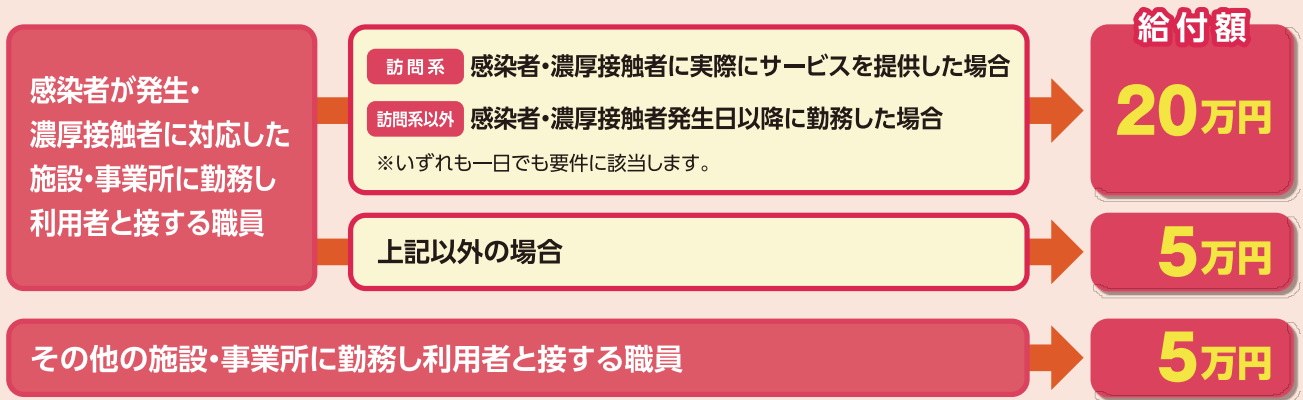 給付額
感染者が発生・
濃厚接触者に対応した
施設・事業所に勤務し
利用者と接する職員
訪問系 感染者・濃厚接触者に実際にサービスを提供した場合
訪問系以外 感染者・濃厚接触者発生日以降に勤務した場合
※いずれも一日でも要件に該当します。
20万円
上記以外の場合
5万円
その他の施設・事業所に勤務し利用者と接する職員
5万円